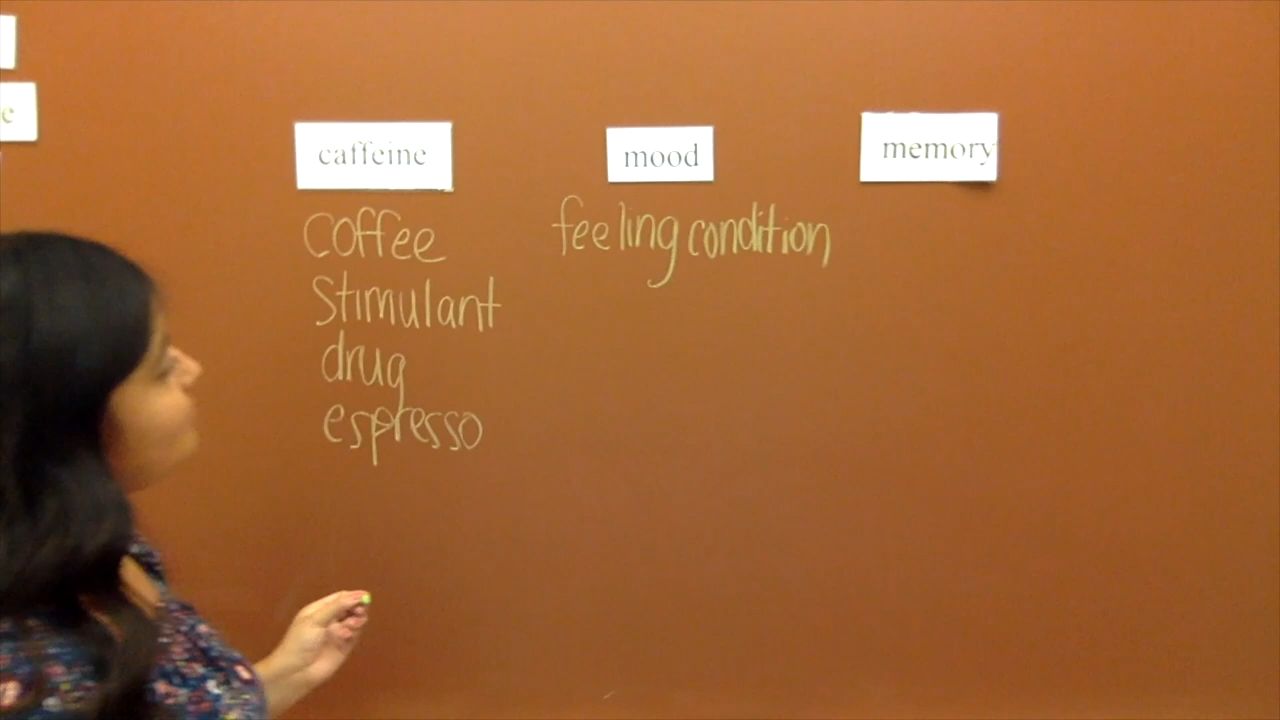 e
caffeine
mood
memory
coffee
Stimulant
drug
espresso
feeling condition